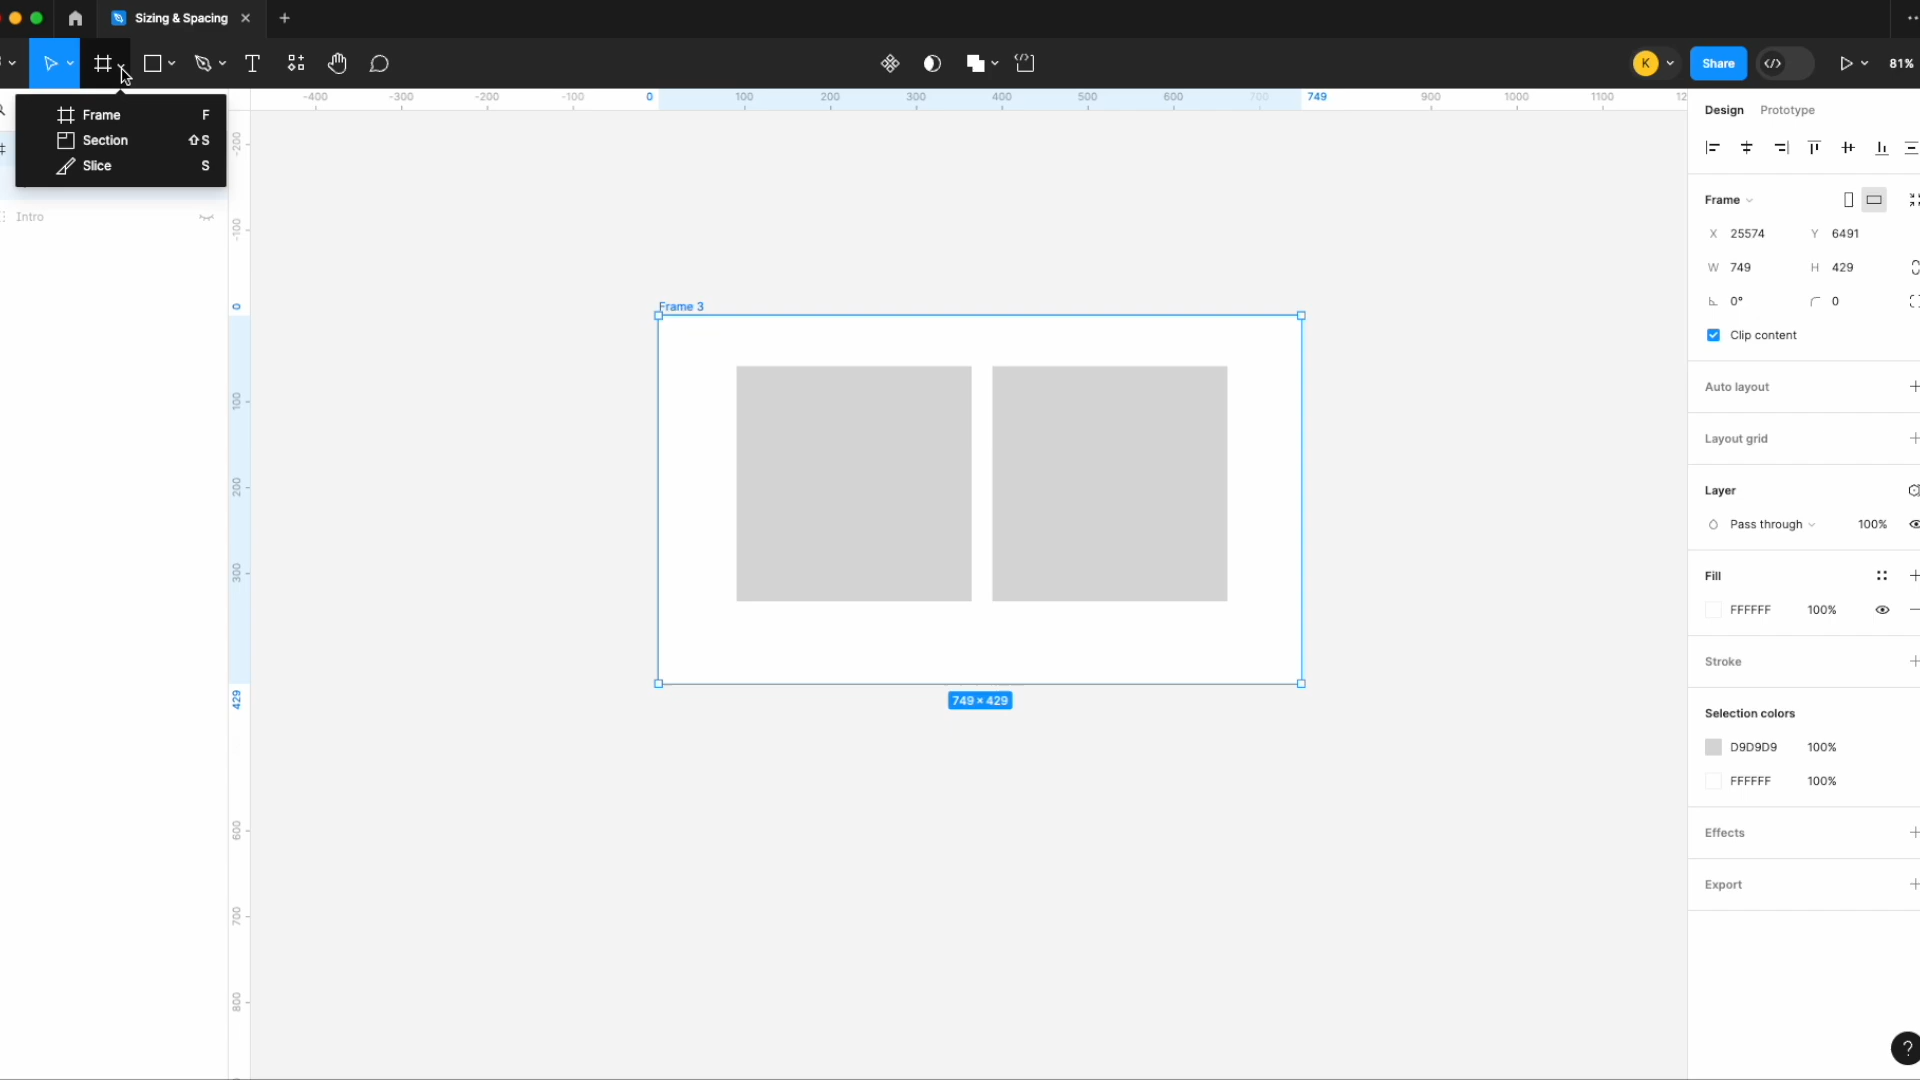 Sizing & Spacing
K
Share
81%
Frame F
Section ⇧S
Slice S
Intro
-400 -300 -200 -100 0 100 200 300 400 500 600 700 749 900 1000 1100
-200
-100
0
100
200
300
429
600
700
800
Frame 3
749 × 429
Design Prototype
Frame
X 25574 Y 6491
W 749 H 429
0° 0
Clip content
Auto layout
Layout grid
Layer
Pass through 100%
Fill
FFFFFF 100%
Stroke
Selection colors
D9D9D9 100%
FFFFFF 100%
Effects
Export
?